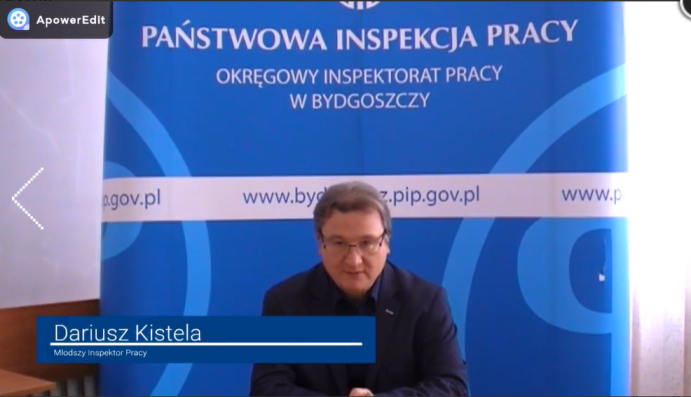 ApowerEdit
PAŃSTWOWA INSPEKCJA PRACY
OKRĘGOWY INSPEKTORAT PRACY
W BYDGOSZCZY
p.gov.pl www.byd z.pip.gov.pl www.p
Dariusz Kistela
Młodszy Inspektor Pracy